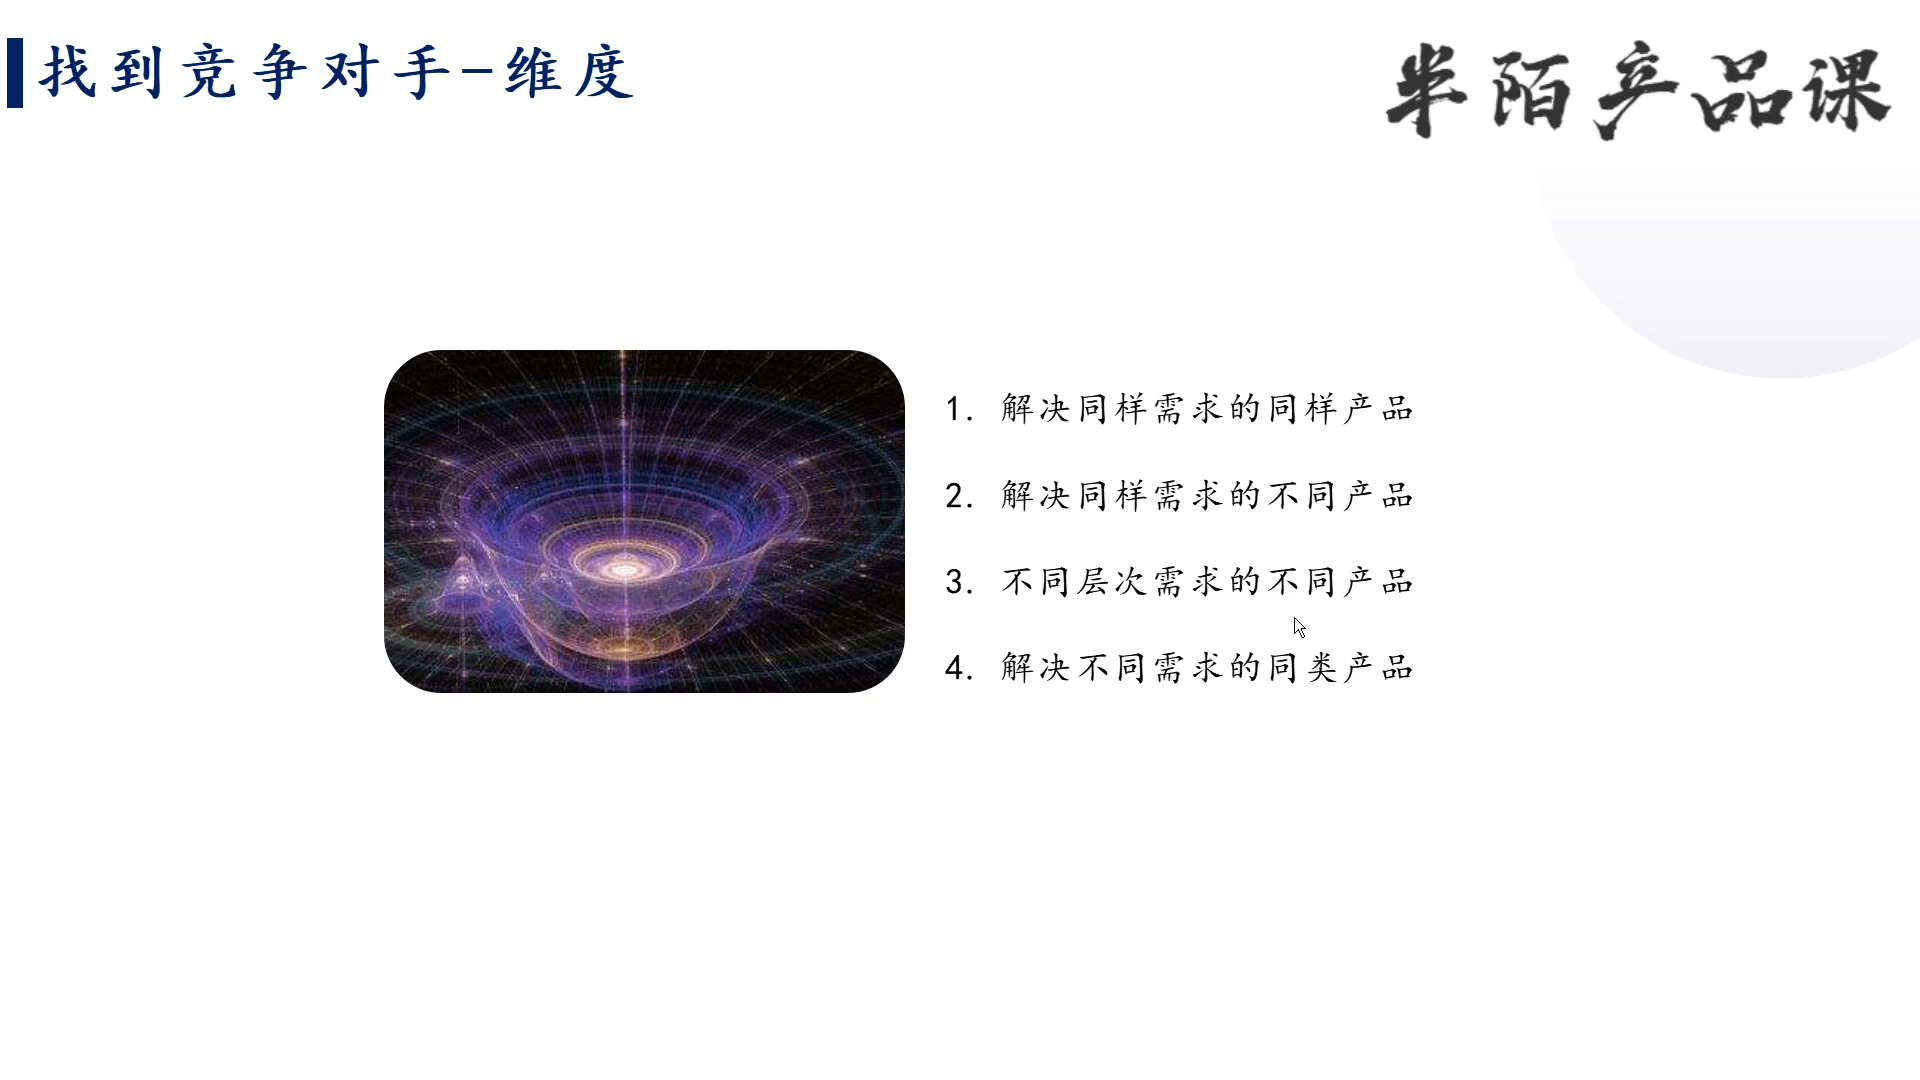 找到竞争对手-维度
半陌产品课
1. 解决同样需求的同样产品
2. 解决同样需求的不同产品
3. 不同层次需求的不同产品
4. 解决不同需求的同类产品